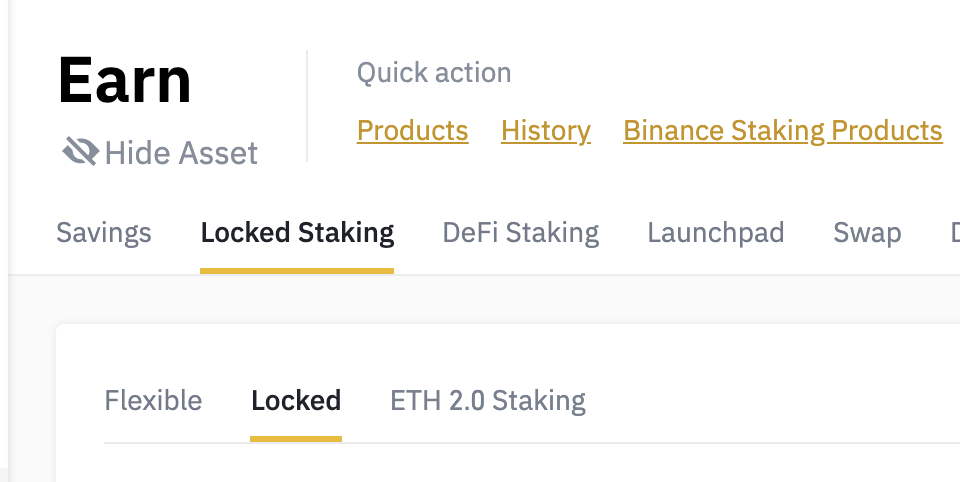 Earn
Hide Asset
Quick action
Products History Binance Staking Products
Savings Locked Staking DeFi Staking Launchpad Swap
Flexible Locked ETH 2.0 Staking